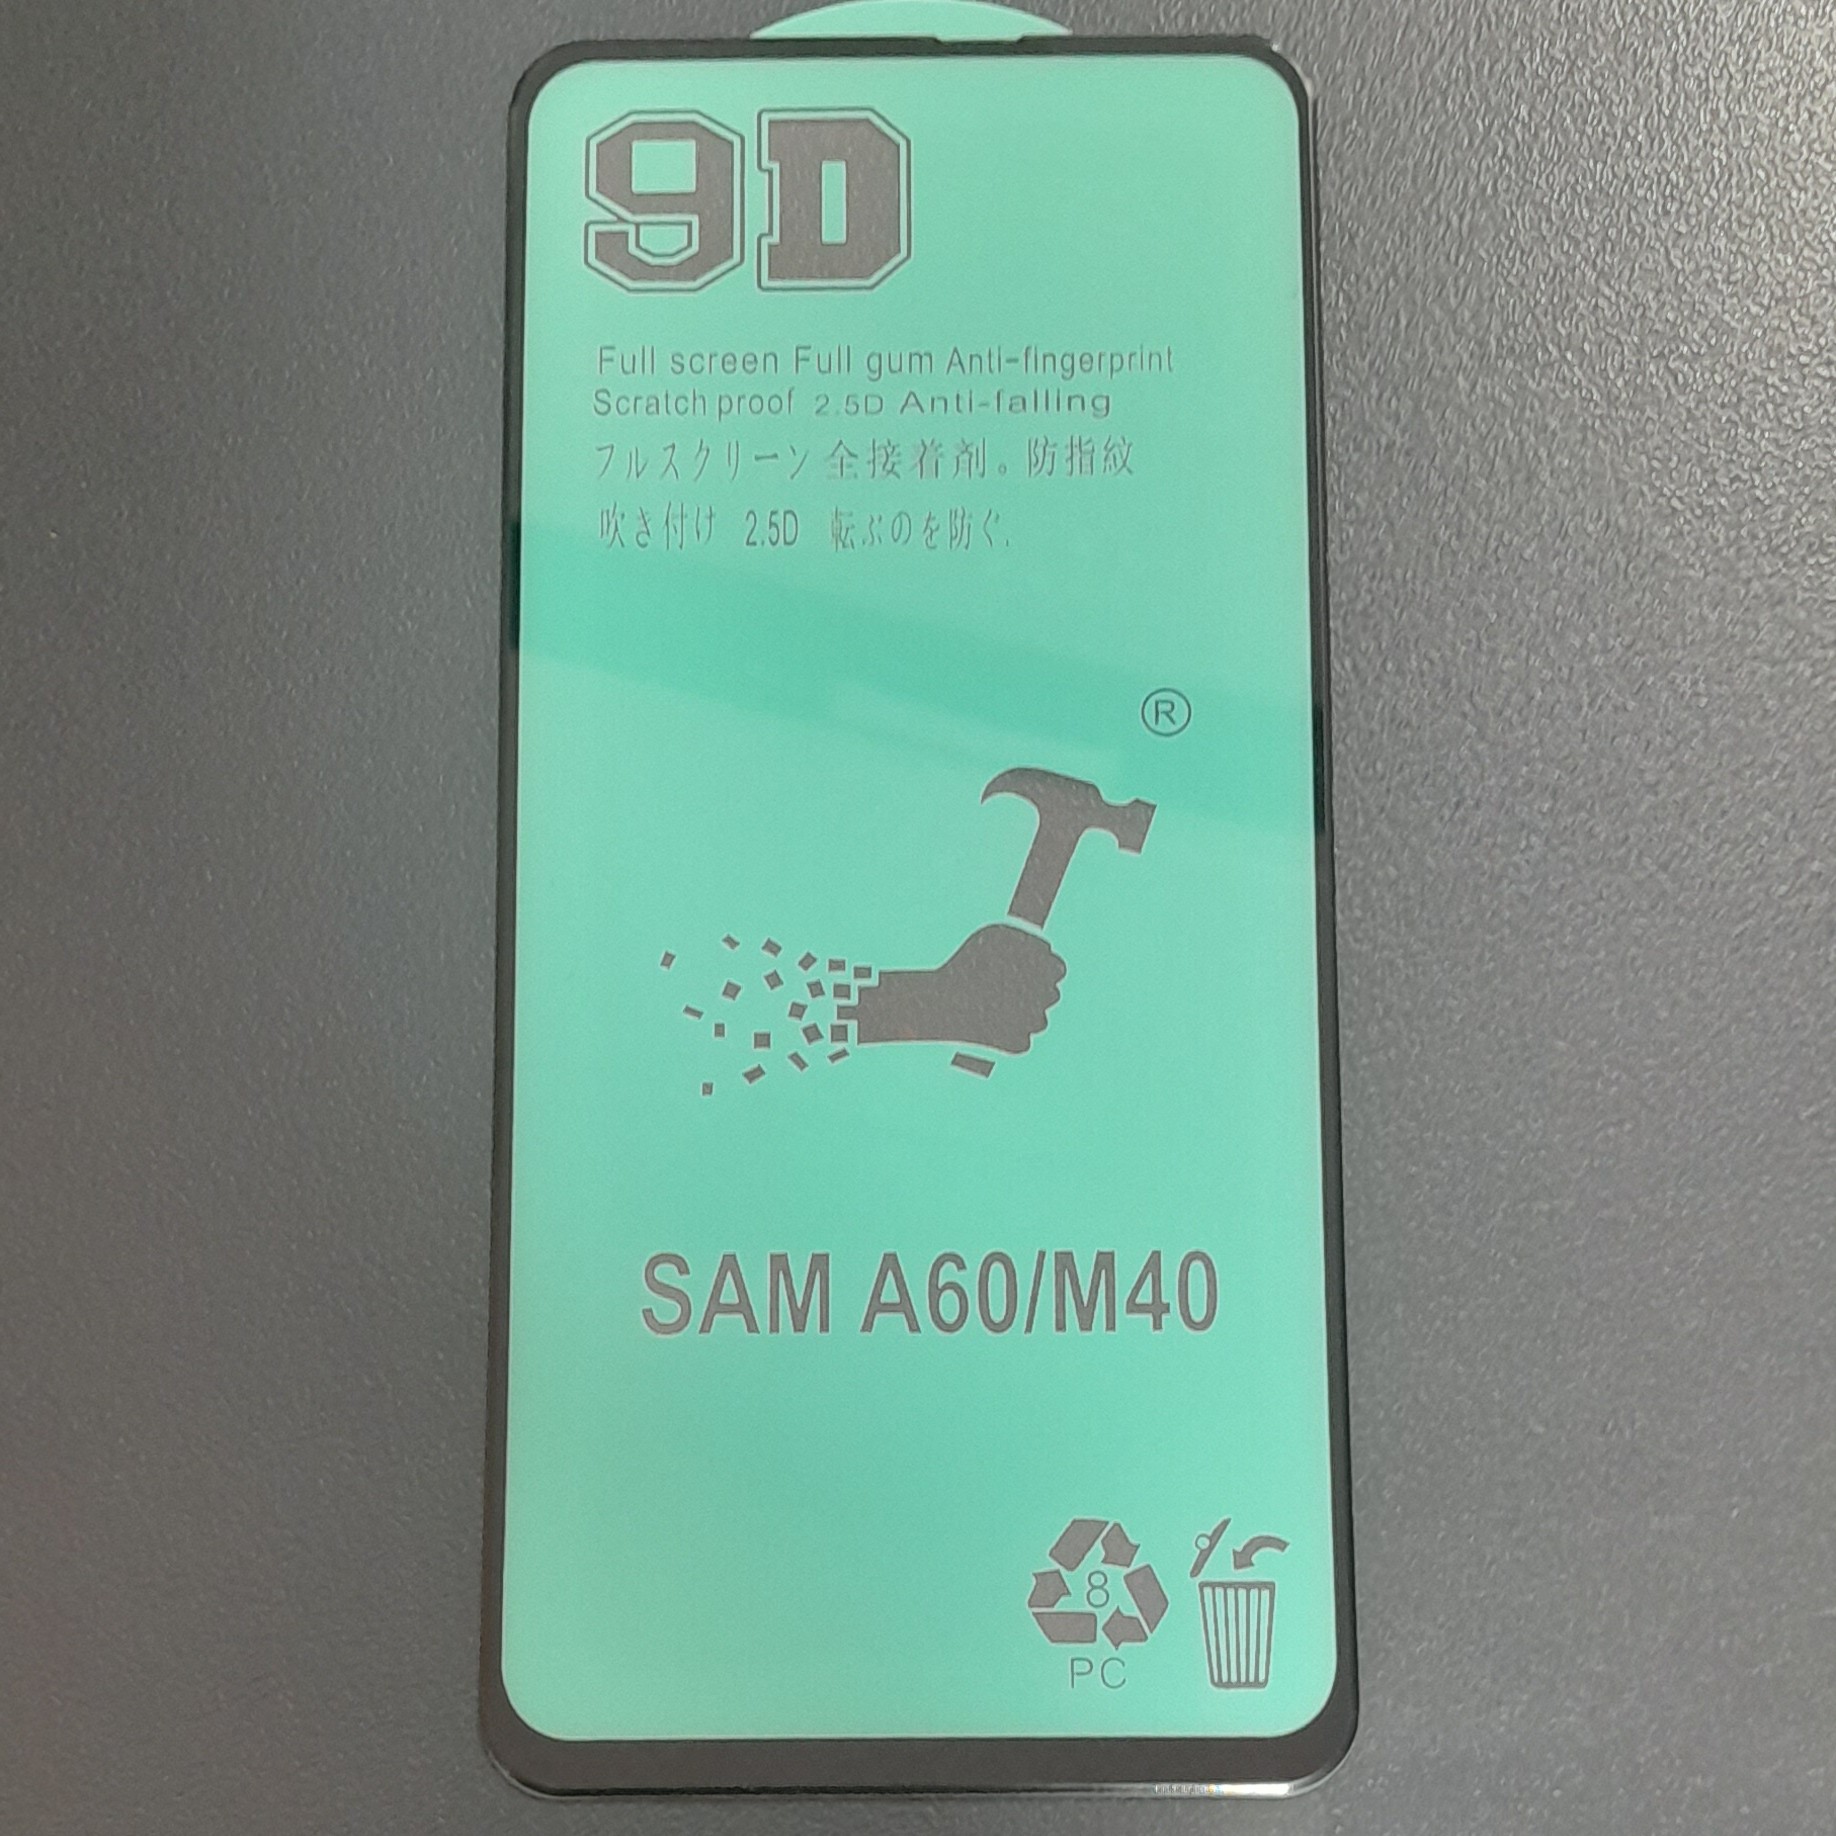 9D
Full screen Full gum Anti-fingerprint
Scratch proof 2.5D Anti-falling
フルスクリーン 全接着剤。防指紋
吹き付け 2.5D 転ぶのを防ぐ.
®
SAM A60/M40
8
PC